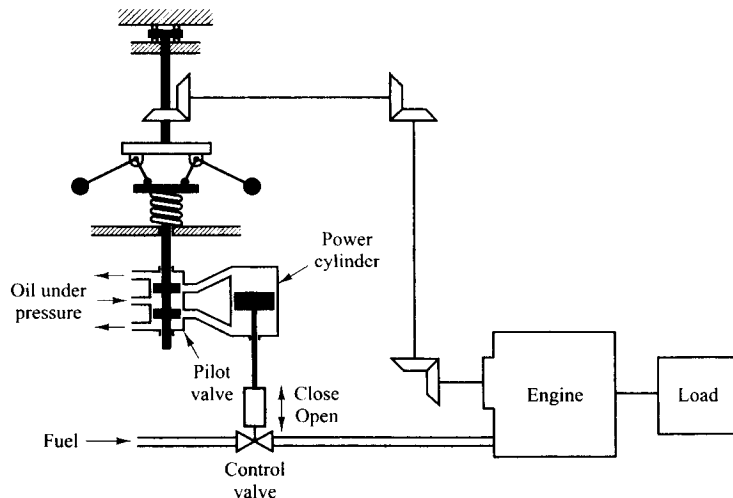 Power
cylinder
Oil under
pressure
Pilot
valve
Close
Open
Engine
Load
Fuel
Control
valve